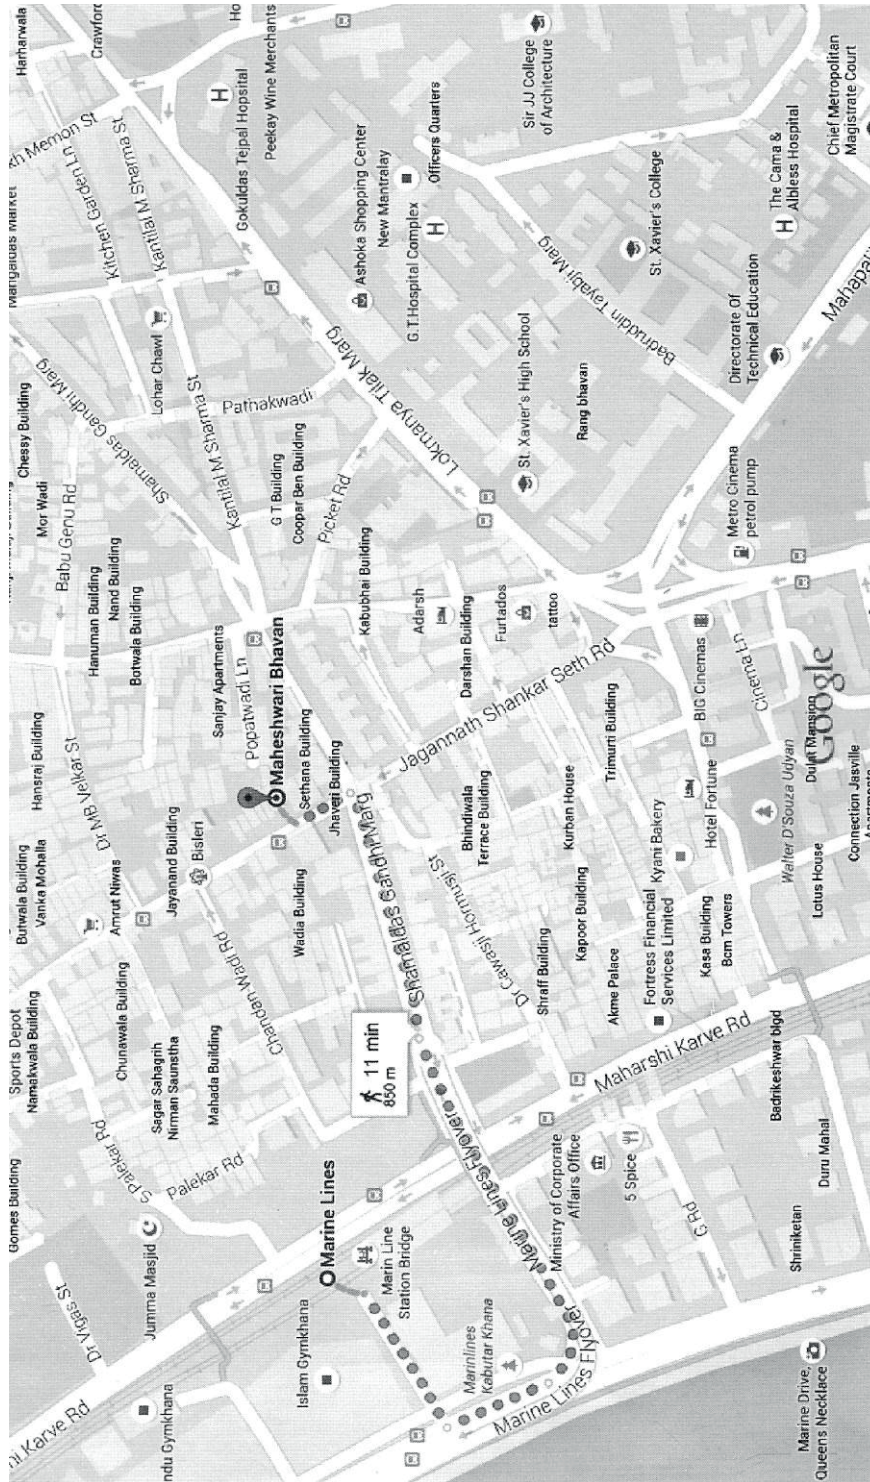 Harharwala
Crawford
Ho
Peekay Wine Merchants
Gokuldas Tejpal Hopsital
kh Memon St
Kitchen Garden Ln
Kantilal M Sharma St
Mangaldas Market
Sir JJ College
of Architecture
Chief Metropolitan
Magistrate Court
The Cama &
Albless Hospital
Officers Quarters
Ashoka Shopping Center
New Mantralay
G.T.Hospital Complex
St. Xavier's College
Badruddin Tayabji Marg
Directorate Of
Technical Education
Mahapal
Lohar Chawl
Pathakwadi
Lokmanya Tilak Marg
St. Xavier's High School
Rang bhavan
Metro Cinema
petrol pump
Chessy Building
Mor Wadi
Babu Genu Rd
Shamaldas Gandhi Marg
Kantilal M Sharma St
G T Building
Coopar Ben Building
Picket Rd
Hanuman Building
Nand Building
Botwala Building
Kabubhai Building
Adarsh
Darshan Building
Furtados
tattoo
Sanjay Apartments
Popatwadi Ln
Maheshwari Bhavan
Sethana Building
Jhaveri Building
Jagannath Shankar Seth Rd
BIG Cinemas
Cinema Ln
Google
Dulat Mansion
Trimurti Building
Hotel Fortune
Walter D'Souza Udyan
Connection Jasville
Apartments
Lotus House
Hansraj Building
Dr MB Velkar St
Jayanand Building
Bisleri
Butwala Building
Vanka Mohalla
Amrut Niwas
Wadia Building
Chandan Wadi Rd
Shamaldas Gandhi Marg
Bhindiwala
Terrace Building
Dr Cawasji Hormusji St
Kurban House
Kapoor Building
Kyani Bakery
Fortress Financial
Services Limited
Kasa Building
Bcm Towers
Shraff Building
Akme Palace
Sports Depot
Namakwala Building
Chunawala Building
Sagar Sahagrih
Nirman Saunstha
Mahada Building
11 min
850 m
Maharshi Karve Rd
Badrikeshwar blgd
Gomes Building
S Palekar Rd
Palekar Rd
Marine Lines Flyover
Ministry of Corporate
Affairs Office
5 Spice
G Rd
Duru Mahal
Shriniketan
Jumma Masjid
Dr Vigas St
Marine Lines
Marin Line
Station Bridge
Islam Gymkhana
Marinlines
Kabutar Khana
Marine Lines Flyover
hi Karve Rd
ndu Gymkhana
Marine Drive,
Queens Necklace